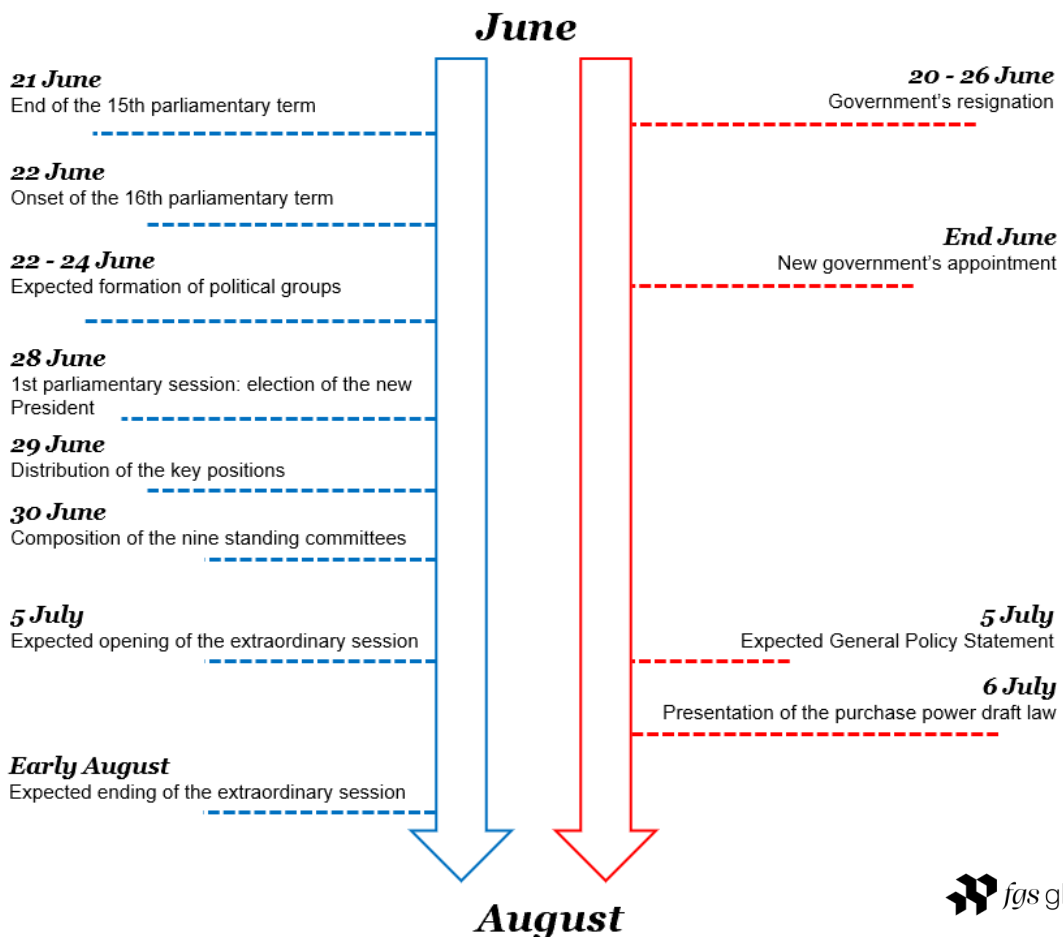 June
21 June
End of the 15th parliamentary term
22 June
Onset of the 16th parliamentary term
22 - 24 June
Expected formation of political groups
28 June
1st parliamentary session: election of the new
President
29 June
Distribution of the key positions
30 June
Composition of the nine standing committees
5 July
Expected opening of the extraordinary session
Early August
Expected ending of the extraordinary session
20 - 26 June
Government's resignation
End June
New government's appointment
5 July
Expected General Policy Statement
6 July
Presentation of the purchase power draft law
August
fgs gl